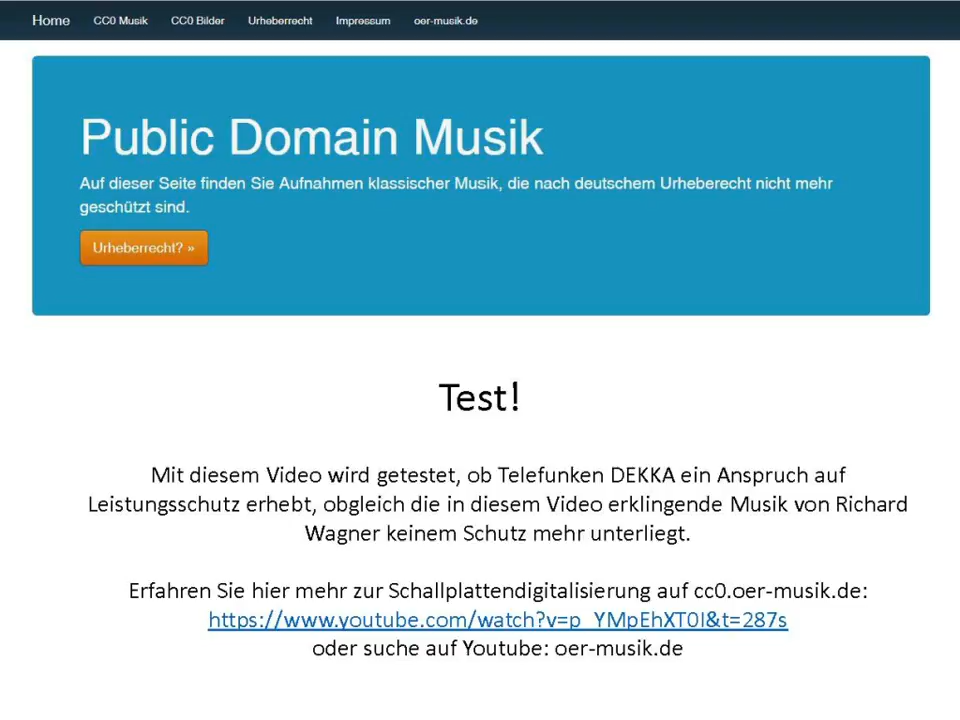 Home CC0 Musik CC0 Bilder Urheberrecht Impressum oer-musik.de
Public Domain Musik
Auf dieser Seite finden Sie Aufnahmen klassischer Musik, die nach deutschem Urheberecht nicht mehr
geschützt sind.
Urheberrecht? »
Test!
Mit diesem Video wird getestet, ob Telefunken DEKKA ein Anspruch auf
Leistungsschutz erhebt, obgleich die in diesem Video erklingende Musik von Richard
Wagner keinem Schutz mehr unterliegt.
Erfahren Sie hier mehr zur Schallplattendigitalisierung auf cc0.oer-musik.de:
https://www.youtube.com/watch?v=p_YMpEhXT0I&t=287s
oder suche auf Youtube: oer-musik.de